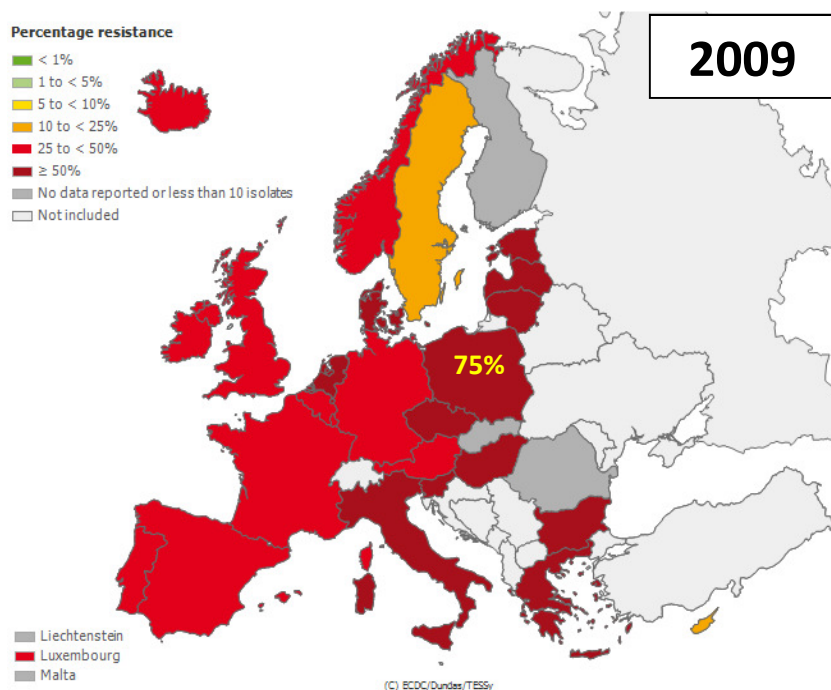 Percentage resistance
2009
< 1%
1 to < 5%
5 to < 10%
10 to < 25%
25 to < 50%
≥ 50%
No data reported or less than 10 isolates
Not included
75%
Liechtenstein
Luxembourg
Malta
(C) ECDC/Dundas/TESSy